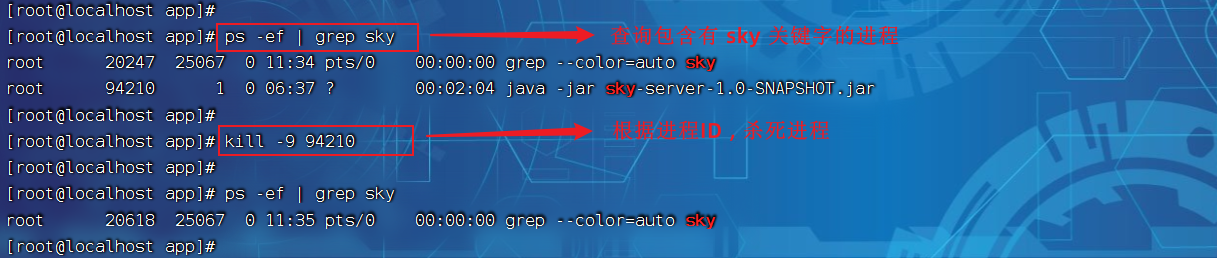 [root@localhost app]#
[root@localhost app]# ps -ef | grep sky 查询包含有 sky 关键字的进程
root 20247 25067 0 11:34 pts/0 00:00:00 grep --color=auto sky
root 94210 1 0 06:37 ? 00:02:04 java -jar sky-server-1.0-SNAPSHOT.jar
[root@localhost app]#
[root@localhost app]# kill -9 94210 根据进程ID，杀死进程
[root@localhost app]#
[root@localhost app]# ps -ef | grep sky
root 20618 25067 0 11:35 pts/0 00:00:00 grep --color=auto sky
[root@localhost app]#